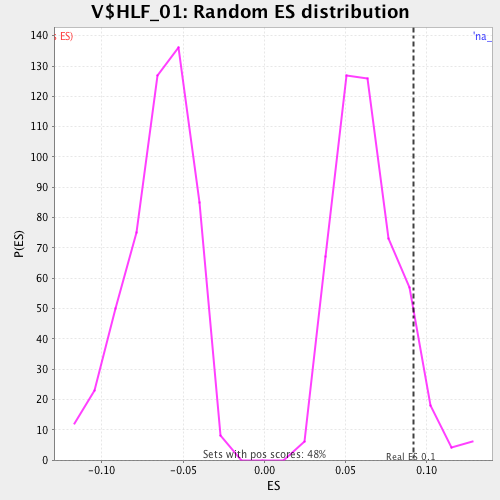 V$HLF_01: Random ES distribution
s ES)
'na_
140
130
120
110
100
90
80
70
60
50
40
30
20
10
0
P(ES)
Sets with pos scores: 48%
Real ES 0.1
-0.10
-0.05
0.00
0.05
0.10
ES